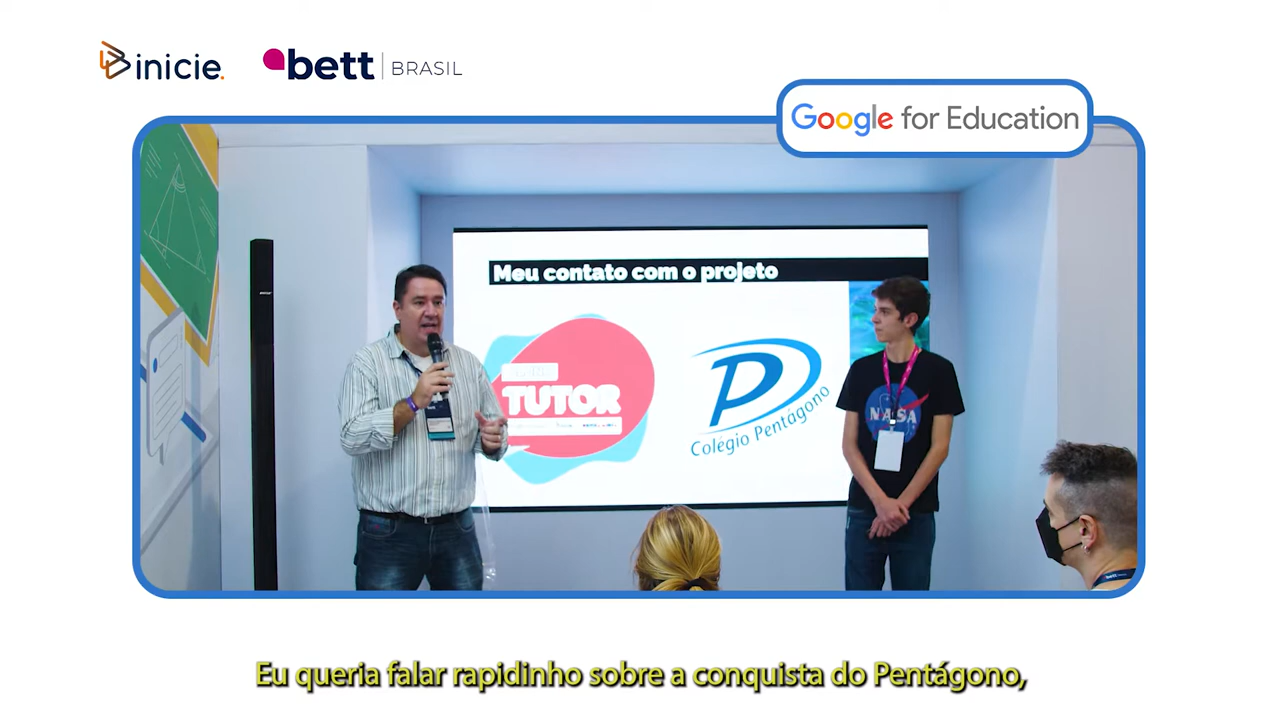 inicie.
bett BRASIL
Google for Education
Meu contato com o projeto
TUTOR
Colégio Pentágono
NASA
bett
Eu queria falar rapidinho sobre a conquista do Pentágono,